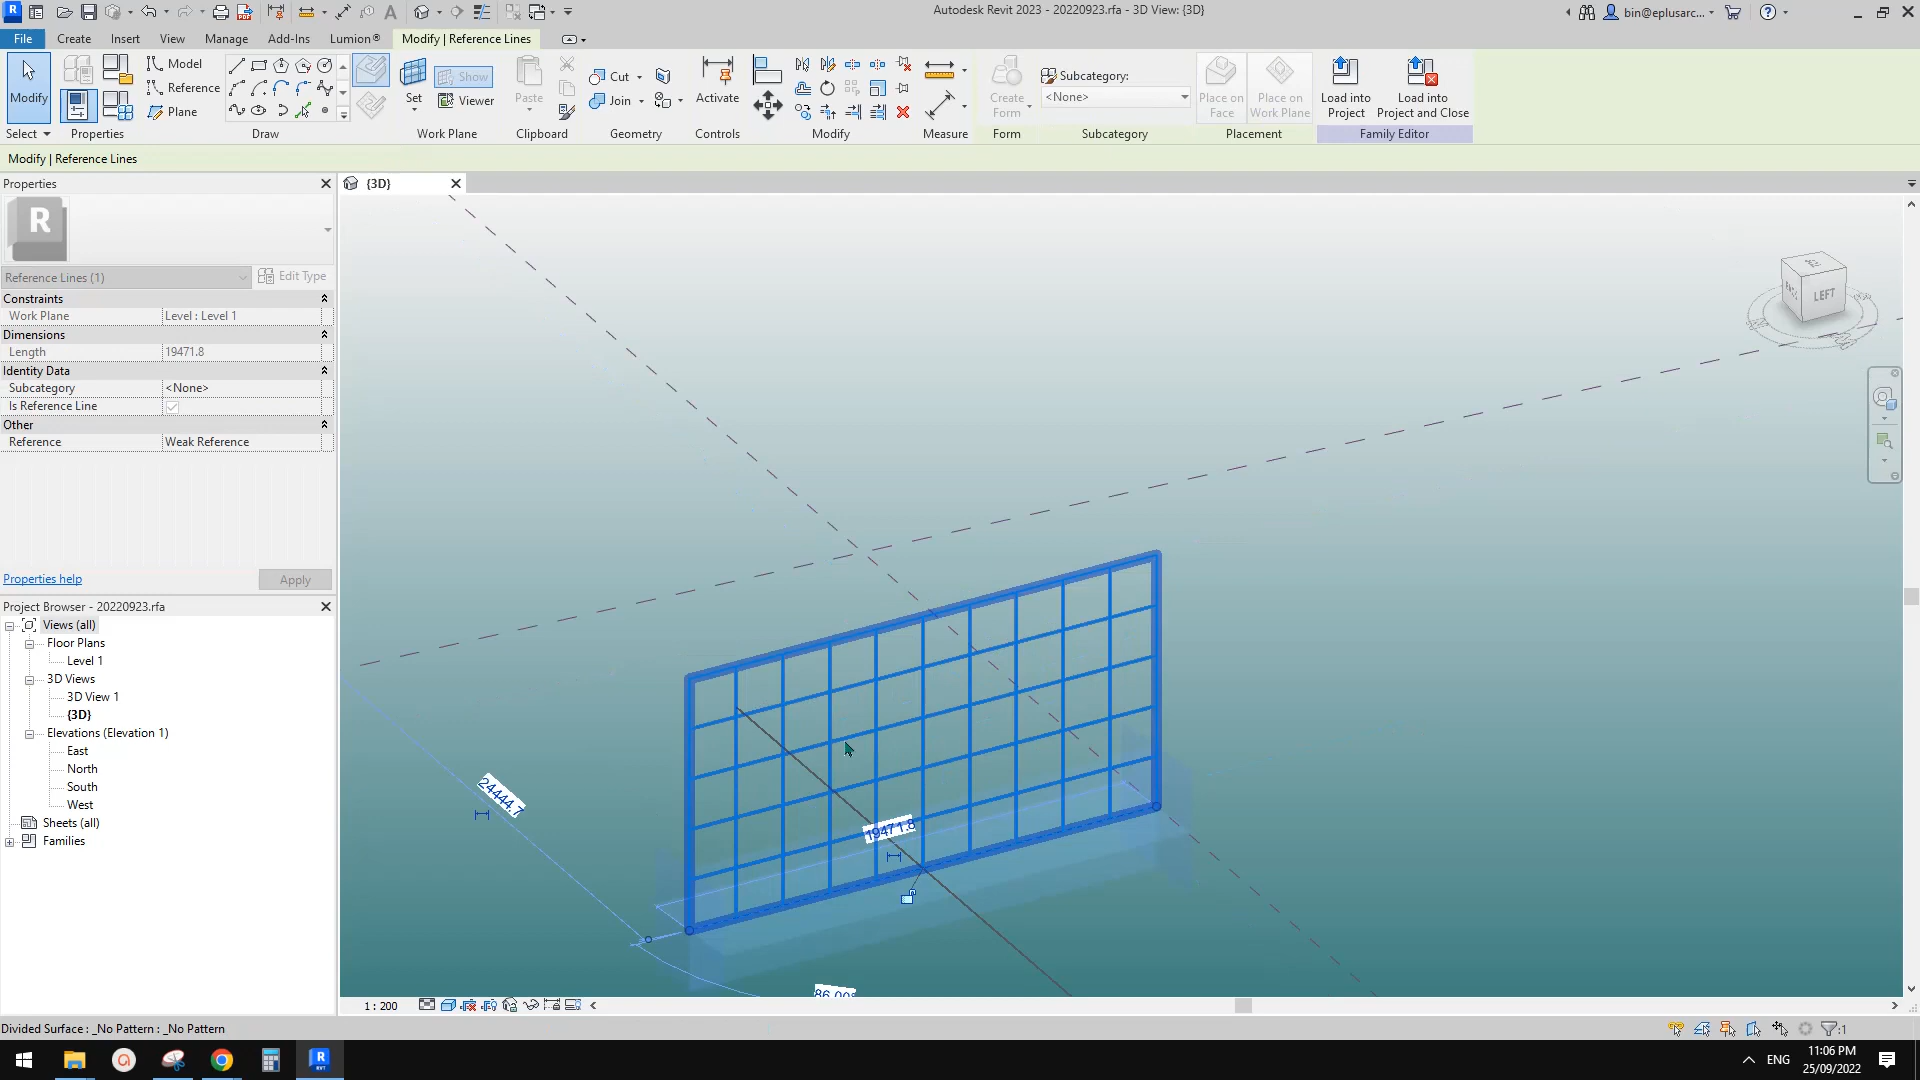 Autodesk Revit 2023 - 20220923.rfa - 3D View: {3D}
bin@eplusarc...
File
Create
Insert
View
Manage
Add-Ins
Lumion®
Modify | Reference Lines
Modify
Model
Reference
Plane
Set
Show
Viewer
Paste
Cut
Join
Activate
Create
Form
Subcategory:
<None>
Place on
Face
Place on
Work Plane
Load into
Project
Load into
Project and Close
Select
Properties
Draw
Work Plane
Clipboard
Geometry
Controls
Modify
Measure
Form
Subcategory
Placement
Family Editor
Modify | Reference Lines
Properties
{3D}
R
Reference Lines (1)
Edit Type
Constraints
Work Plane
Level : Level 1
Dimensions
Length
19471.8
Identity Data
Subcategory
<None>
Is Reference Line
Other
Reference
Weak Reference
Properties help
Apply
Project Browser - 20220923.rfa
Views (all)
Floor Plans
Level 1
3D Views
3D View 1
{3D}
Elevations (Elevation 1)
East
North
South
West
Sheets (all)
Families
LEFT
24444.7
19471.8
1 : 200
Divided Surface : _No Pattern : _No Pattern
:1
ENG
11:06 PM
25/09/2022